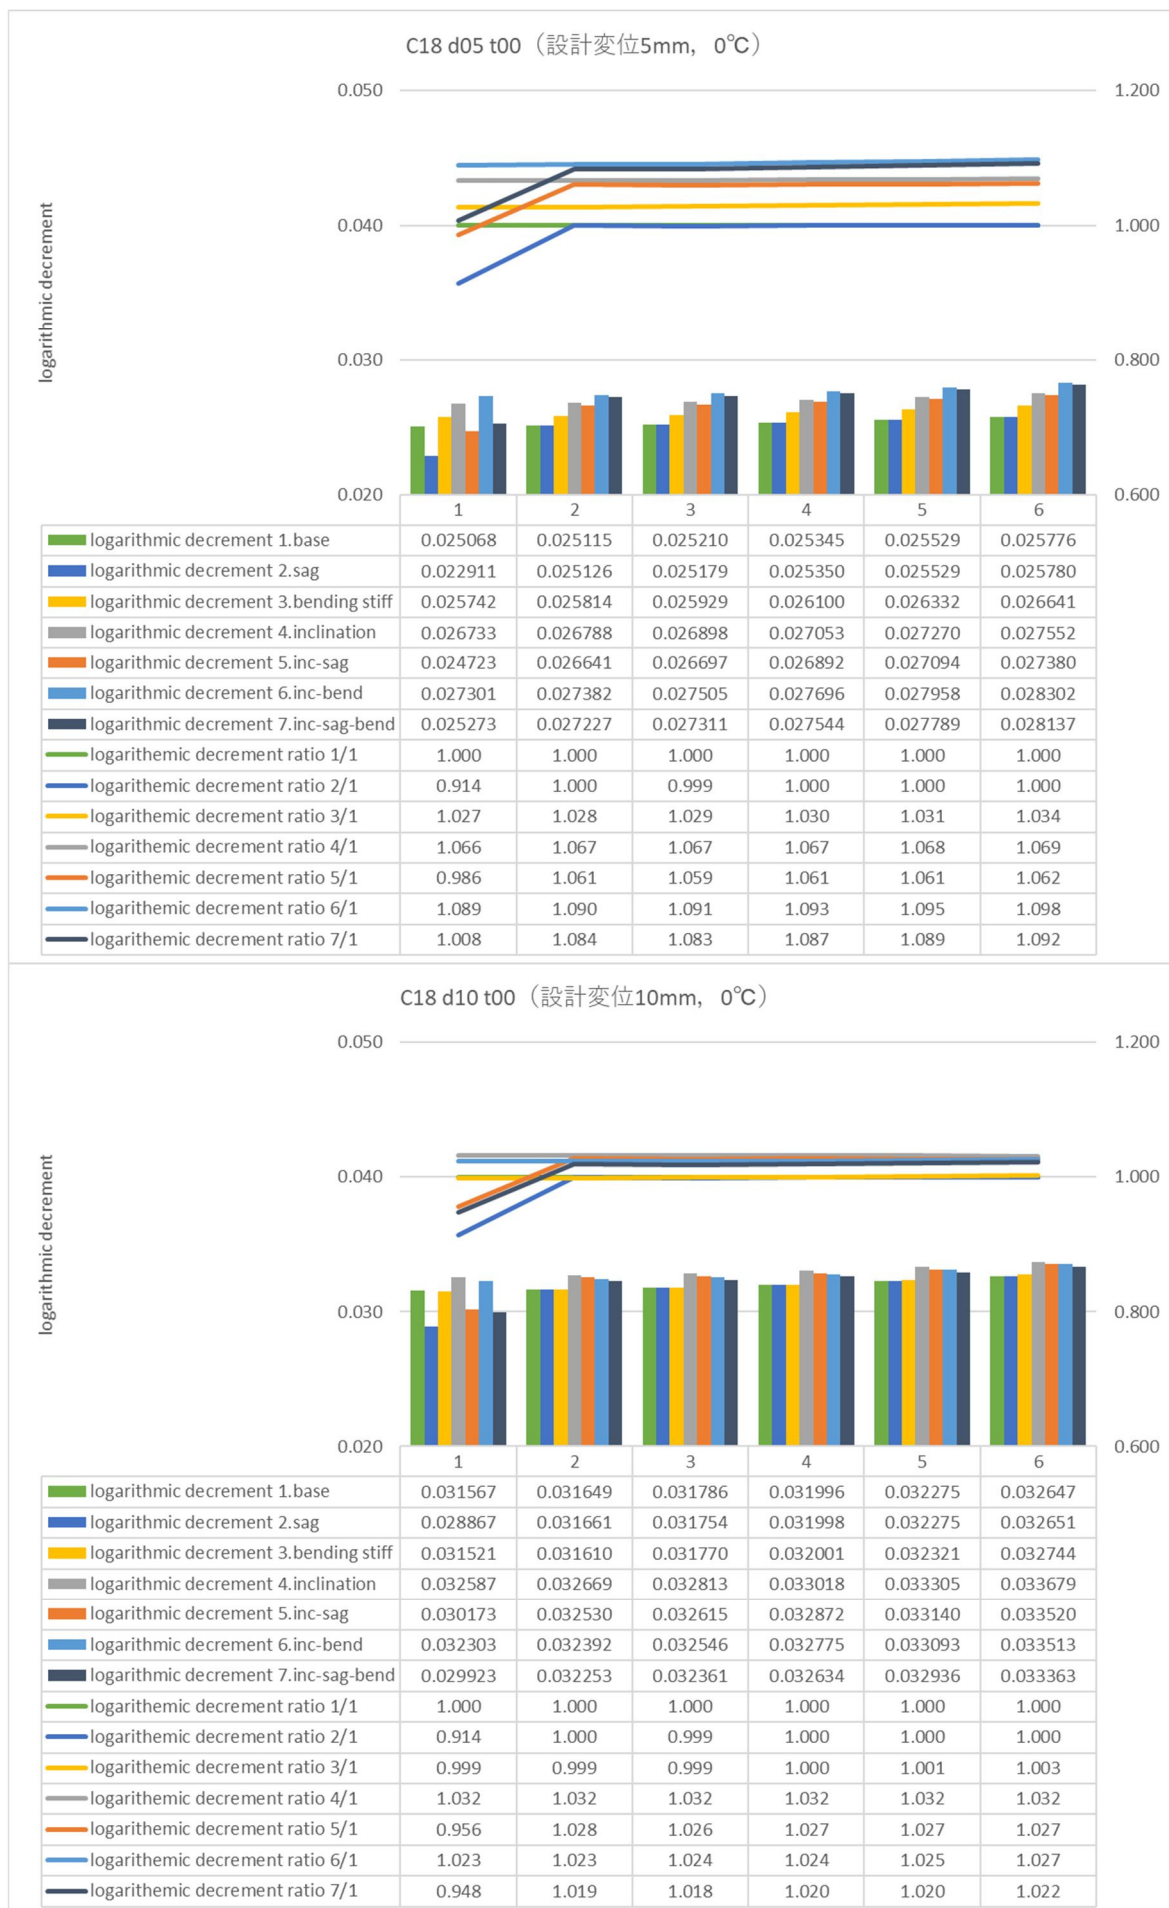 C18 d05 t00（設計変位5mm，0℃）
0.050 1.200
0.040 1.000
0.030 0.800
0.020 0.600
logarithmic decrement
1 2 3 4 5 6
logarithmic decrement 1.base 0.025068 0.025115 0.025210 0.025345 0.025529 0.025776
logarithmic decrement 2.sag 0.022911 0.025126 0.025179 0.025350 0.025529 0.025780
logarithmic decrement 3.bending stiff 0.025742 0.025814 0.025929 0.026100 0.026332 0.026641
logarithmic decrement 4.inclination 0.026733 0.026788 0.026898 0.027053 0.027270 0.027552
logarithmic decrement 5.inc-sag 0.024723 0.026641 0.026697 0.026892 0.027094 0.027380
logarithmic decrement 6.inc-bend 0.027301 0.027382 0.027505 0.027696 0.027958 0.028302
logarithmic decrement 7.inc-sag-bend 0.025273 0.027227 0.027311 0.027544 0.027789 0.028137
logarithemic decrement ratio 1/1 1.000 1.000 1.000 1.000 1.000 1.000
logarithemic decrement ratio 2/1 0.914 1.000 0.999 1.000 1.000 1.000
logarithemic decrement ratio 3/1 1.027 1.028 1.029 1.030 1.031 1.034
logarithemic decrement ratio 4/1 1.066 1.067 1.067 1.067 1.068 1.069
logarithemic decrement ratio 5/1 0.986 1.061 1.059 1.061 1.061 1.062
logarithemic decrement ratio 6/1 1.089 1.090 1.091 1.093 1.095 1.098
logarithemic decrement ratio 7/1 1.008 1.084 1.083 1.087 1.089 1.092
C18 d10 t00（設計変位10mm，0℃）
0.050 1.200
0.040 1.000
0.030 0.800
0.020 0.600
logarithmic decrement
1 2 3 4 5 6
logarithmic decrement 1.base 0.031567 0.031649 0.031786 0.031996 0.032275 0.032647
logarithmic decrement 2.sag 0.028867 0.031661 0.031754 0.031998 0.032275 0.032651
logarithmic decrement 3.bending stiff 0.031521 0.031610 0.031770 0.032001 0.032321 0.032744
logarithmic decrement 4.inclination 0.032587 0.032669 0.032813 0.033018 0.033305 0.033679
logarithmic decrement 5.inc-sag 0.030173 0.032530 0.032615 0.032872 0.033140 0.033520
logarithmic decrement 6.inc-bend 0.032303 0.032392 0.032546 0.032775 0.033093 0.033513
logarithmic decrement 7.inc-sag-bend 0.029923 0.032253 0.032361 0.032634 0.032936 0.033363
logarithemic decrement ratio 1/1 1.000 1.000 1.000 1.000 1.000 1.000
logarithemic decrement ratio 2/1 0.914 1.000 0.999 1.000 1.000 1.000
logarithemic decrement ratio 3/1 0.999 0.999 0.999 1.000 1.001 1.003
logarithemic decrement ratio 4/1 1.032 1.032 1.032 1.032 1.032 1.032
logarithemic decrement ratio 5/1 0.956 1.028 1.026 1.027 1.027 1.027
logarithemic decrement ratio 6/1 1.023 1.023 1.024 1.024 1.025 1.027
logarithemic decrement ratio 7/1 0.948 1.019 1.018 1.020 1.020 1.022